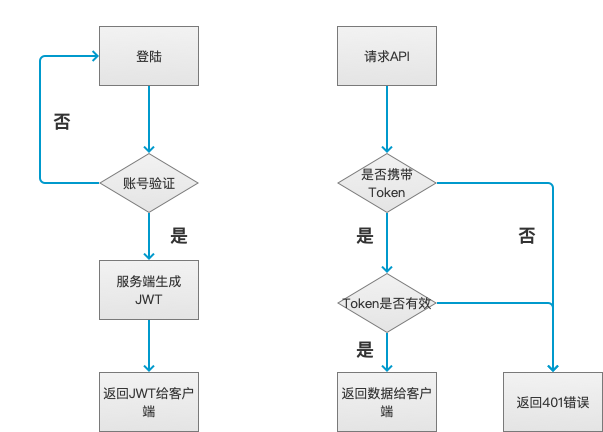 登陆
请求API
否
账号验证
是否携带
Token
是
是
否
服务端生成
JWT
Token是否有效
是
返回JWT给客户
端
返回数据给客户
端
返回401错误